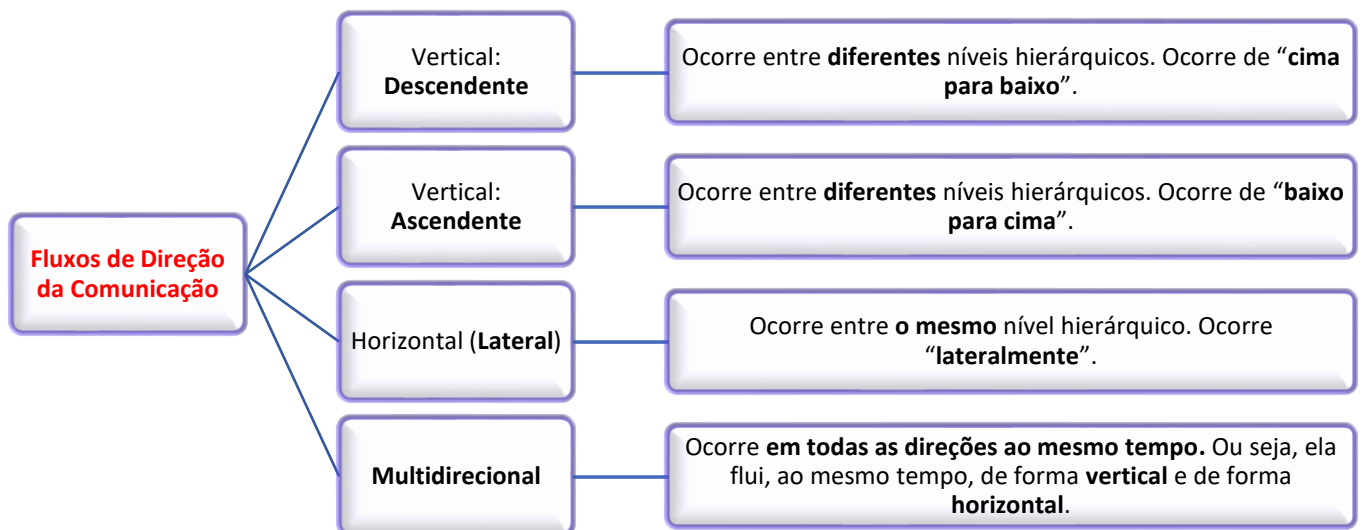 Fluxos de Direção
da Comunicação
Vertical:
Descendente
Ocorre entre diferentes níveis hierárquicos. Ocorre de “cima
para baixo”.
Vertical:
Ascendente
Ocorre entre diferentes níveis hierárquicos. Ocorre de “baixo
para cima”.
Horizontal (Lateral)
Ocorre entre o mesmo nível hierárquico. Ocorre
“lateralmente”.
Multidirecional
Ocorre em todas as direções ao mesmo tempo. Ou seja, ela
flui, ao mesmo tempo, de forma vertical e de forma
horizontal.